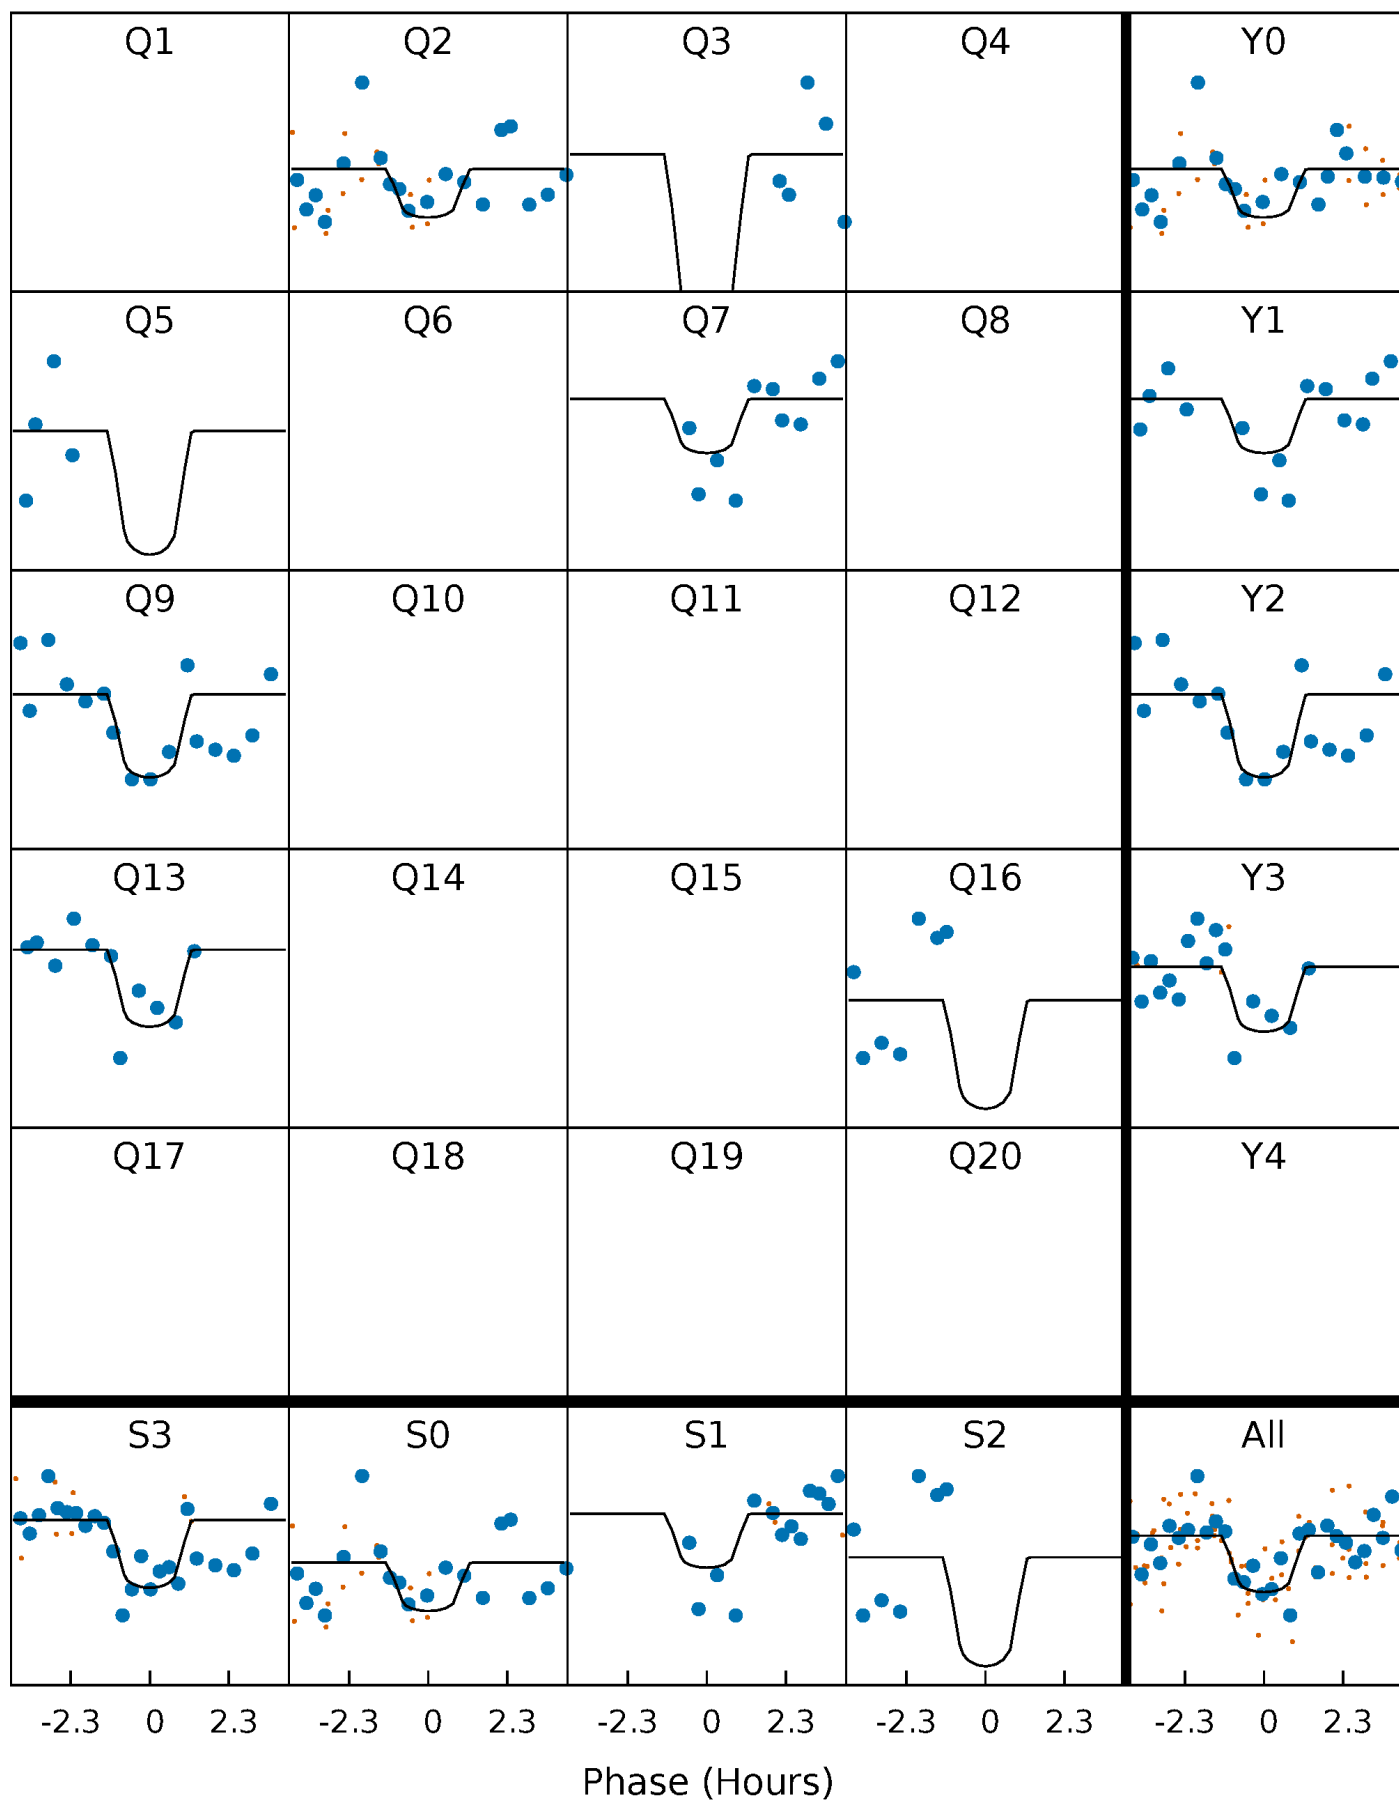 Q1 Q2 Q3 Q4 Y0
Q5 Q6 Q7 Q8 Y1
Q9 Q10 Q11 Q12 Y2
Q13 Q14 Q15 Q16 Y3
Q17 Q18 Q19 Q20 Y4
S3 S0 S1 S2 All
-2.3 0 2.3 -2.3 0 2.3 -2.3 0 2.3 -2.3 0 2.3 -2.3 0 2.3
Phase (Hours)